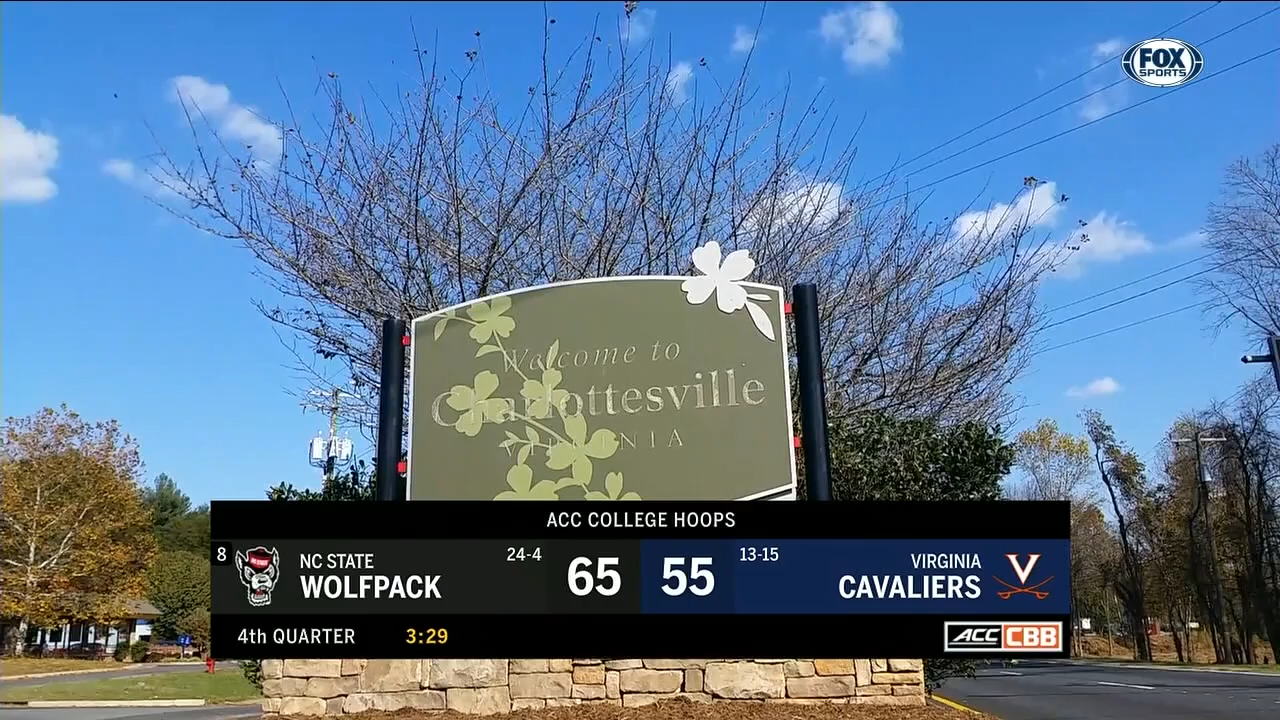 FOX
SPORTS
Welcome to
Charlottesville
VIRGINIA
ACC COLLEGE HOOPS
8
NC STATE
WOLFPACK
24-4
65
55
13-15
VIRGINIA
CAVALIERS
V
4th QUARTER
3:29
ACC CBB